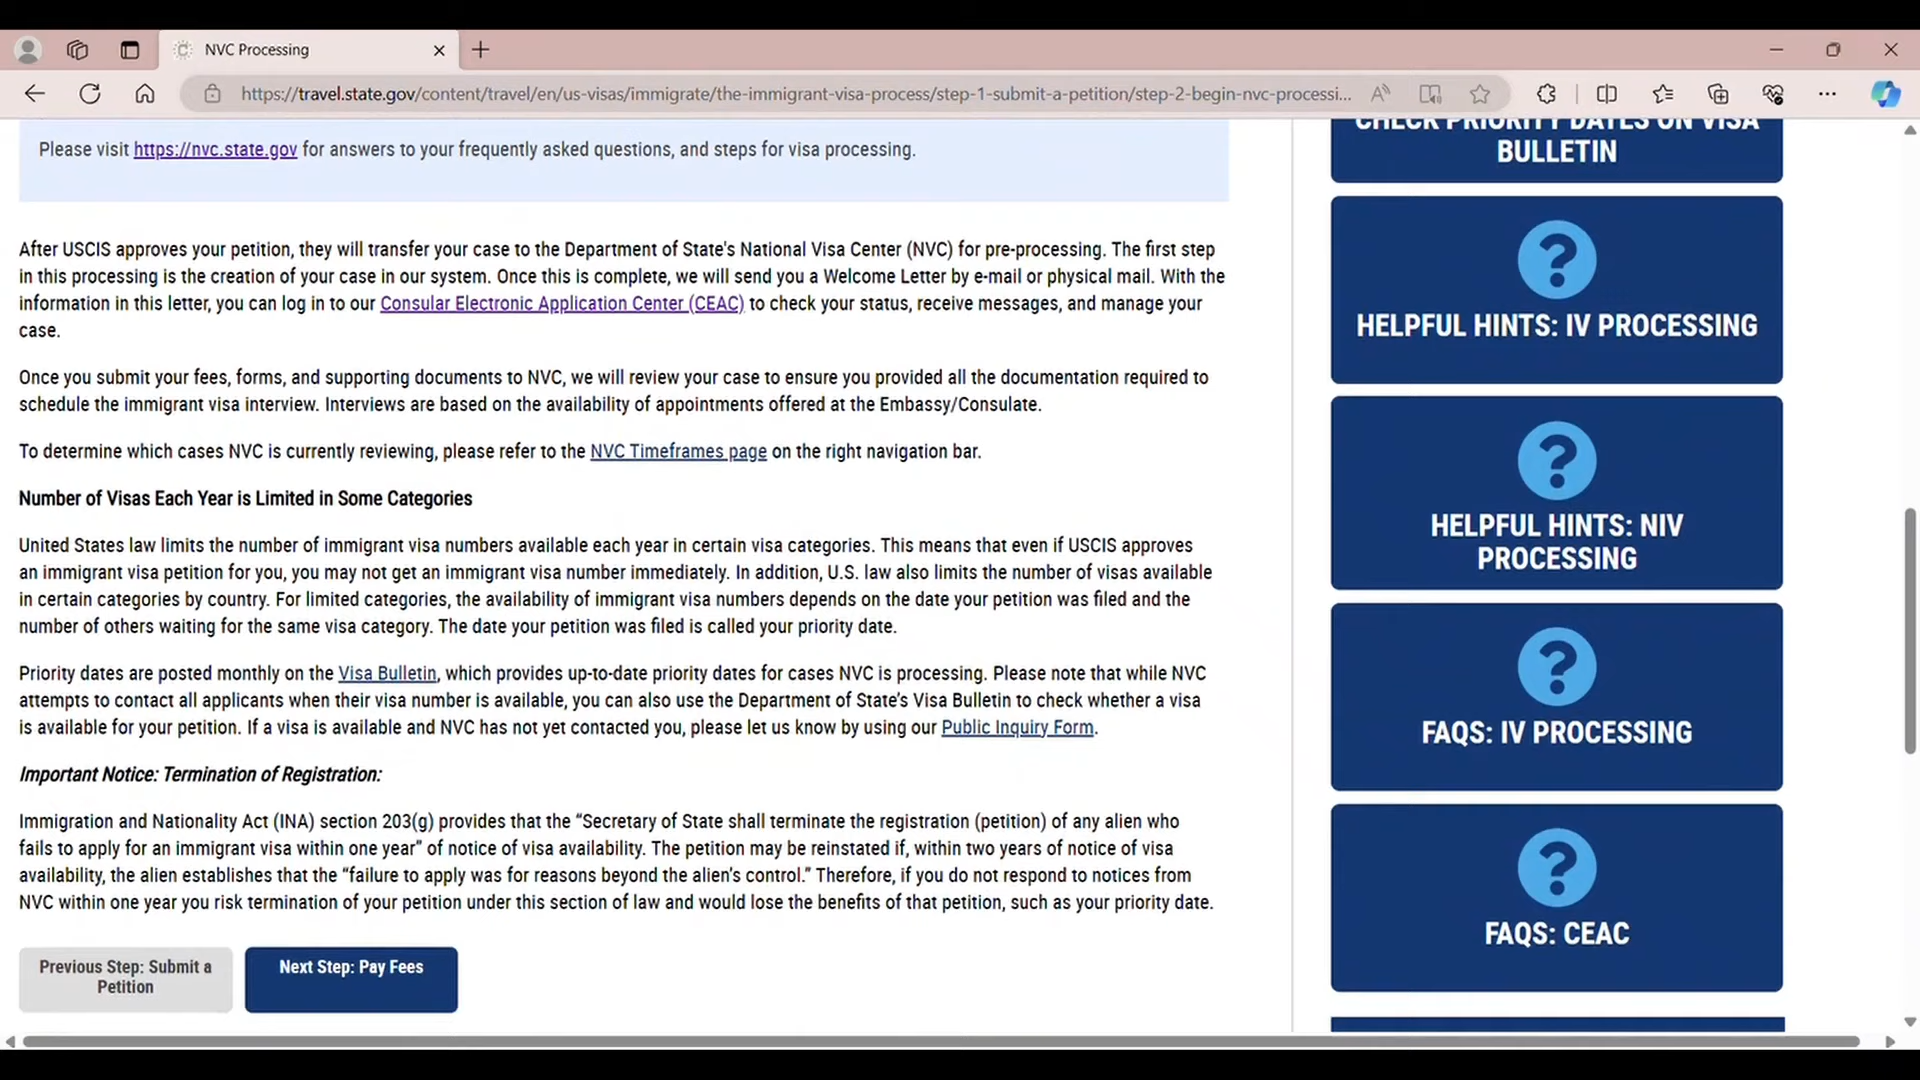 NVC Processing
https://travel.state.gov/content/travel/en/us-visas/immigrate/the-immigrant-visa-process/step-1-submit-a-petition/step-2-begin-nvc-processi...
Please visit https://nvc.state.gov for answers to your frequently asked questions, and steps for visa processing.
After USCIS approves your petition, they will transfer your case to the Department of State's National Visa Center (NVC) for pre-processing. The first step
in this processing is the creation of your case in our system. Once this is complete, we will send you a Welcome Letter by e-mail or physical mail. With the
information in this letter, you can log in to our Consular Electronic Application Center (CEAC) to check your status, receive messages, and manage your
case.
Once you submit your fees, forms, and supporting documents to NVC, we will review your case to ensure you provided all the documentation required to
schedule the immigrant visa interview. Interviews are based on the availability of appointments offered at the Embassy/Consulate.
To determine which cases NVC is currently reviewing, please refer to the NVC Timeframes page on the right navigation bar.
Number of Visas Each Year is Limited in Some Categories
United States law limits the number of immigrant visa numbers available each year in certain visa categories. This means that even if USCIS approves
an immigrant visa petition for you, you may not get an immigrant visa number immediately. In addition, U.S. law also limits the number of visas available
in certain categories by country. For limited categories, the availability of immigrant visa numbers depends on the date your petition was filed and the
number of others waiting for the same visa category. The date your petition was filed is called your priority date.
Priority dates are posted monthly on the Visa Bulletin, which provides up-to-date priority dates for cases NVC is processing. Please note that while NVC
attempts to contact all applicants when their visa number is available, you can also use the Department of State’s Visa Bulletin to check whether a visa
is available for your petition. If a visa is available and NVC has not yet contacted you, please let us know by using our Public Inquiry Form.
Important Notice: Termination of Registration:
Immigration and Nationality Act (INA) section 203(g) provides that the “Secretary of State shall terminate the registration (petition) of any alien who
fails to apply for an immigrant visa within one year” of notice of visa availability. The petition may be reinstated if, within two years of notice of visa
availability, the alien establishes that the “failure to apply was for reasons beyond the alien’s control.” Therefore, if you do not respond to notices from
NVC within one year you risk termination of your petition under this section of law and would lose the benefits of that petition, such as your priority date.
Previous Step: Submit a
Petition
Next Step: Pay Fees
CHECK PRIORITY DATES ON VISA
BULLETIN
HELPFUL HINTS: IV PROCESSING
HELPFUL HINTS: NIV
PROCESSING
FAQS: IV PROCESSING
FAQS: CEAC